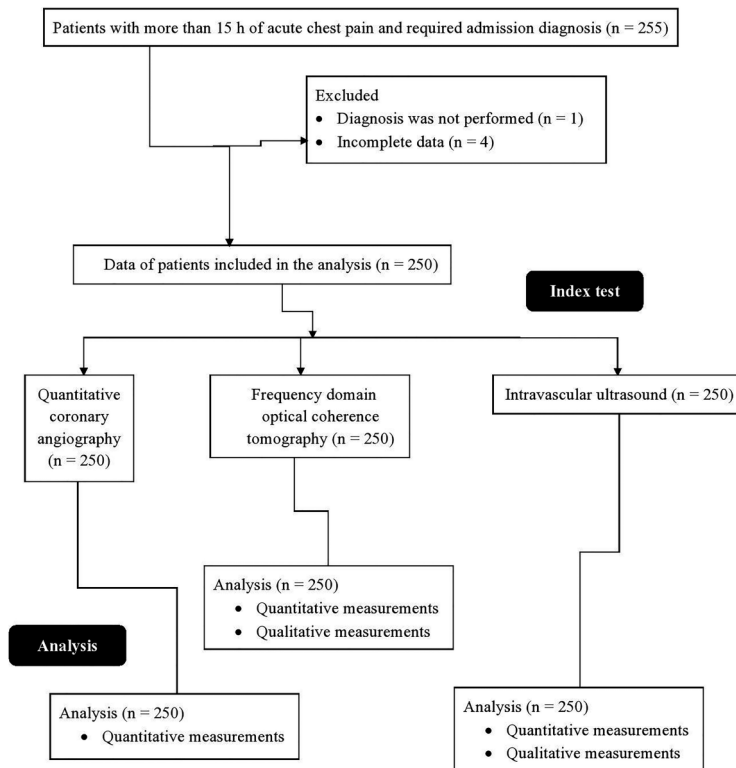 Patients with more than 15 h of acute chest pain and required admission diagnosis (n = 255)
Excluded
• Diagnosis was not performed (n = 1)
• Incomplete data (n = 4)
Data of patients included in the analysis (n = 250)
Index test
Quantitative
coronary
angiography
(n = 250)
Frequency domain
optical coherence
tomography (n = 250)
Intravascular ultrasound (n = 250)
Analysis (n = 250)
• Quantitative measurements
• Qualitative measurements
Analysis
Analysis (n = 250)
• Quantitative measurements
Analysis (n = 250)
• Quantitative measurements
• Qualitative measurements